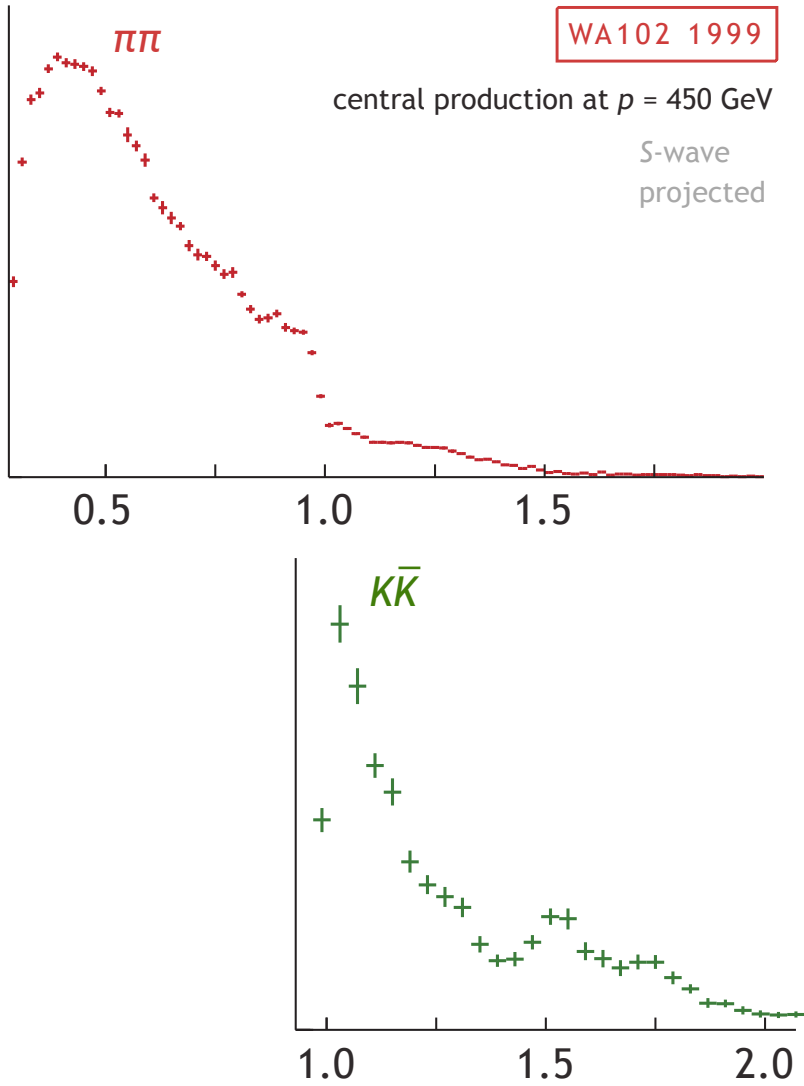 ππ
WA102 1999
central production at p = 450 GeV
S-wave
projected
0.5 1.0 1.5
KK̅
1.0 1.5 2.0